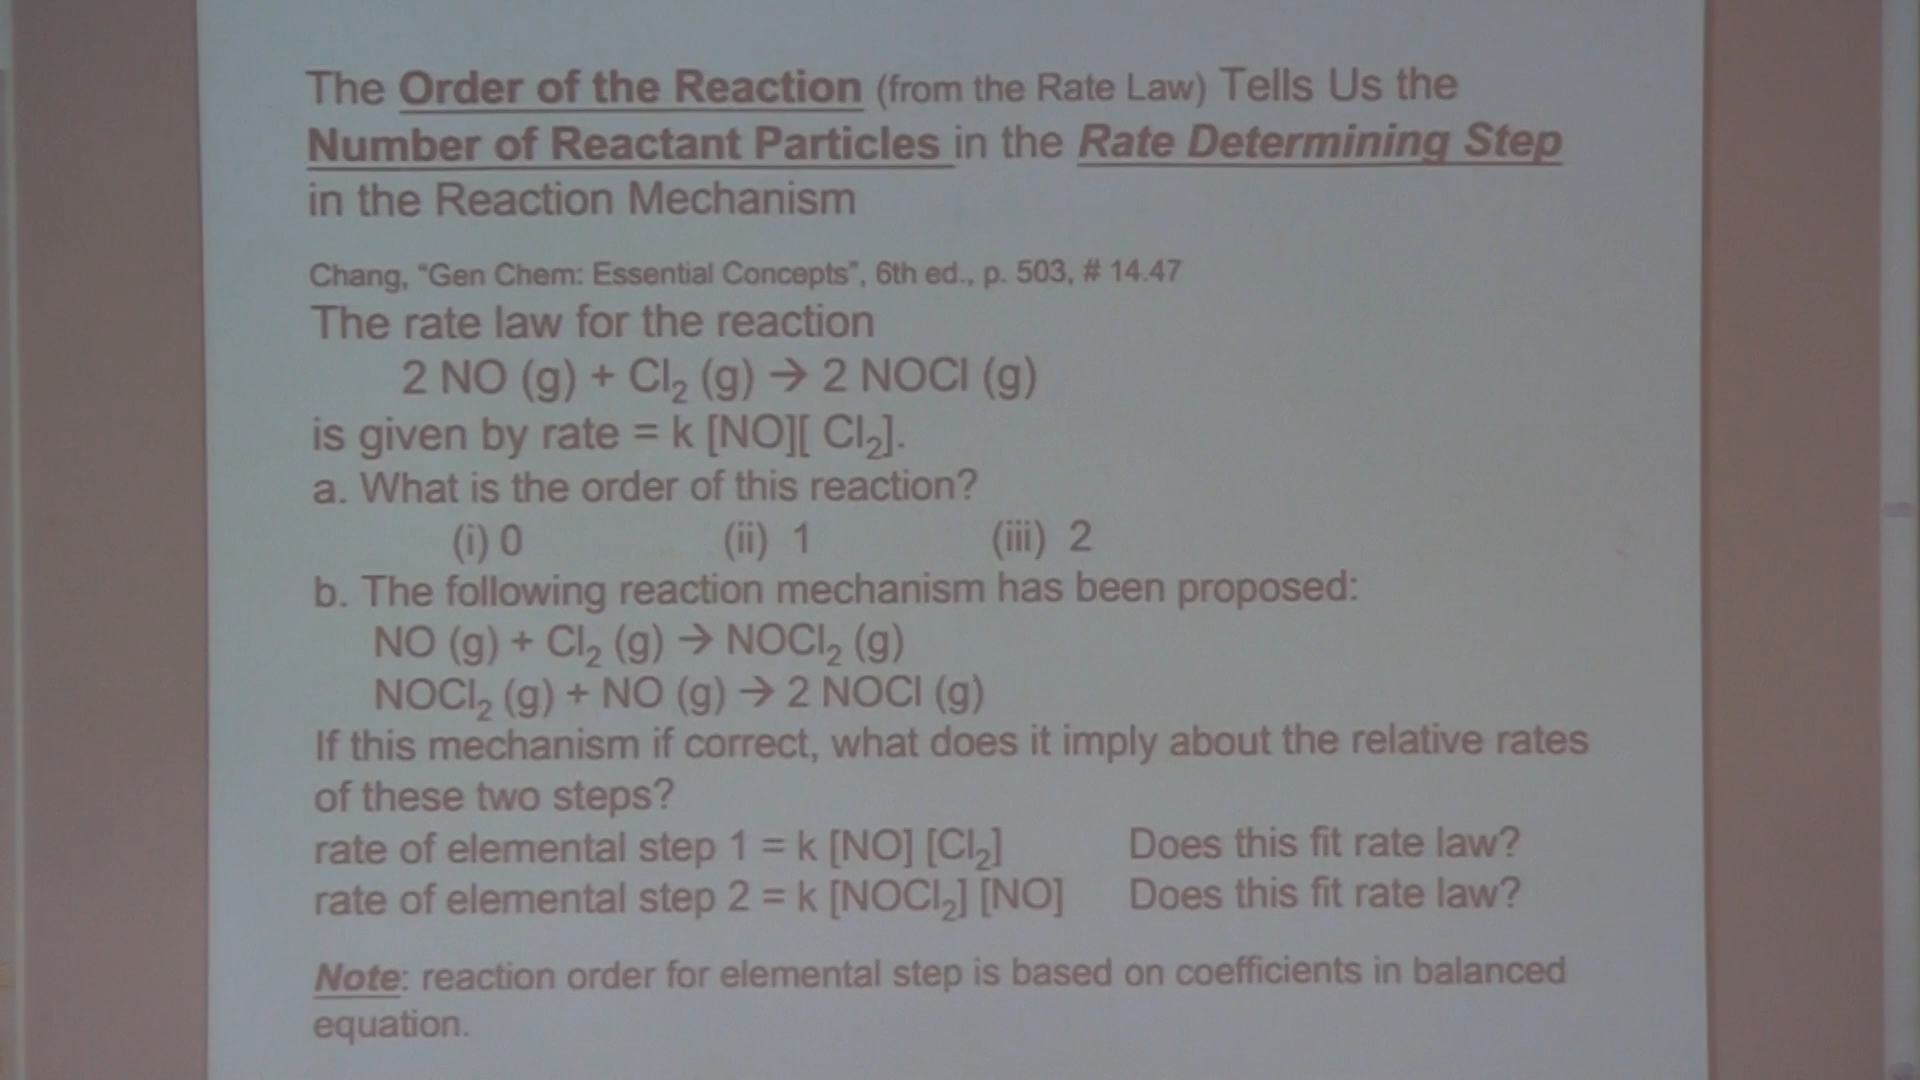 The Order of the Reaction (from the Rate Law) Tells Us the
Number of Reactant Particles in the Rate Determining Step
in the Reaction Mechanism
Chang, "Gen Chem: Essential Concepts", 6th ed., p. 503, # 14.47
The rate law for the reaction
2 NO (g) + Cl₂ (g) → 2 NOCl (g)
is given by rate = k [NO][ Cl₂].
a. What is the order of this reaction?
(i) 0 (ii) 1 (iii) 2
b. The following reaction mechanism has been proposed:
NO (g) + Cl₂ (g) → NOCl₂ (g)
NOCl₂ (g) + NO (g) → 2 NOCl (g)
If this mechanism if correct, what does it imply about the relative rates
of these two steps?
rate of elemental step 1 = k [NO] [Cl₂] Does this fit rate law?
rate of elemental step 2 = k [NOCl₂] [NO] Does this fit rate law?
Note: reaction order for elemental step is based on coefficients in balanced
equation.